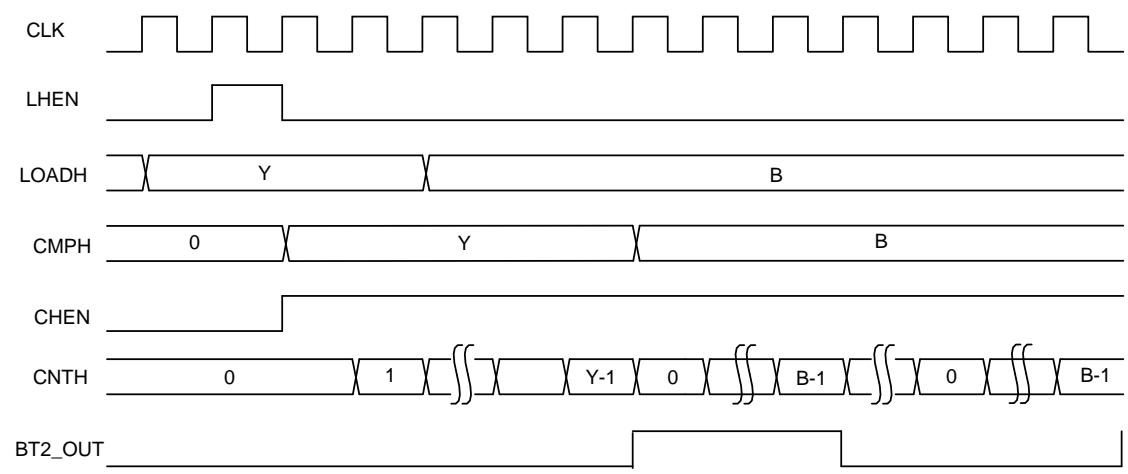 CLK
LHEN
LOADH Y B
CMPH 0 Y B
CHEN
CNTH 0 1 Y-1 0 B-1 0 B-1
BT2_OUT